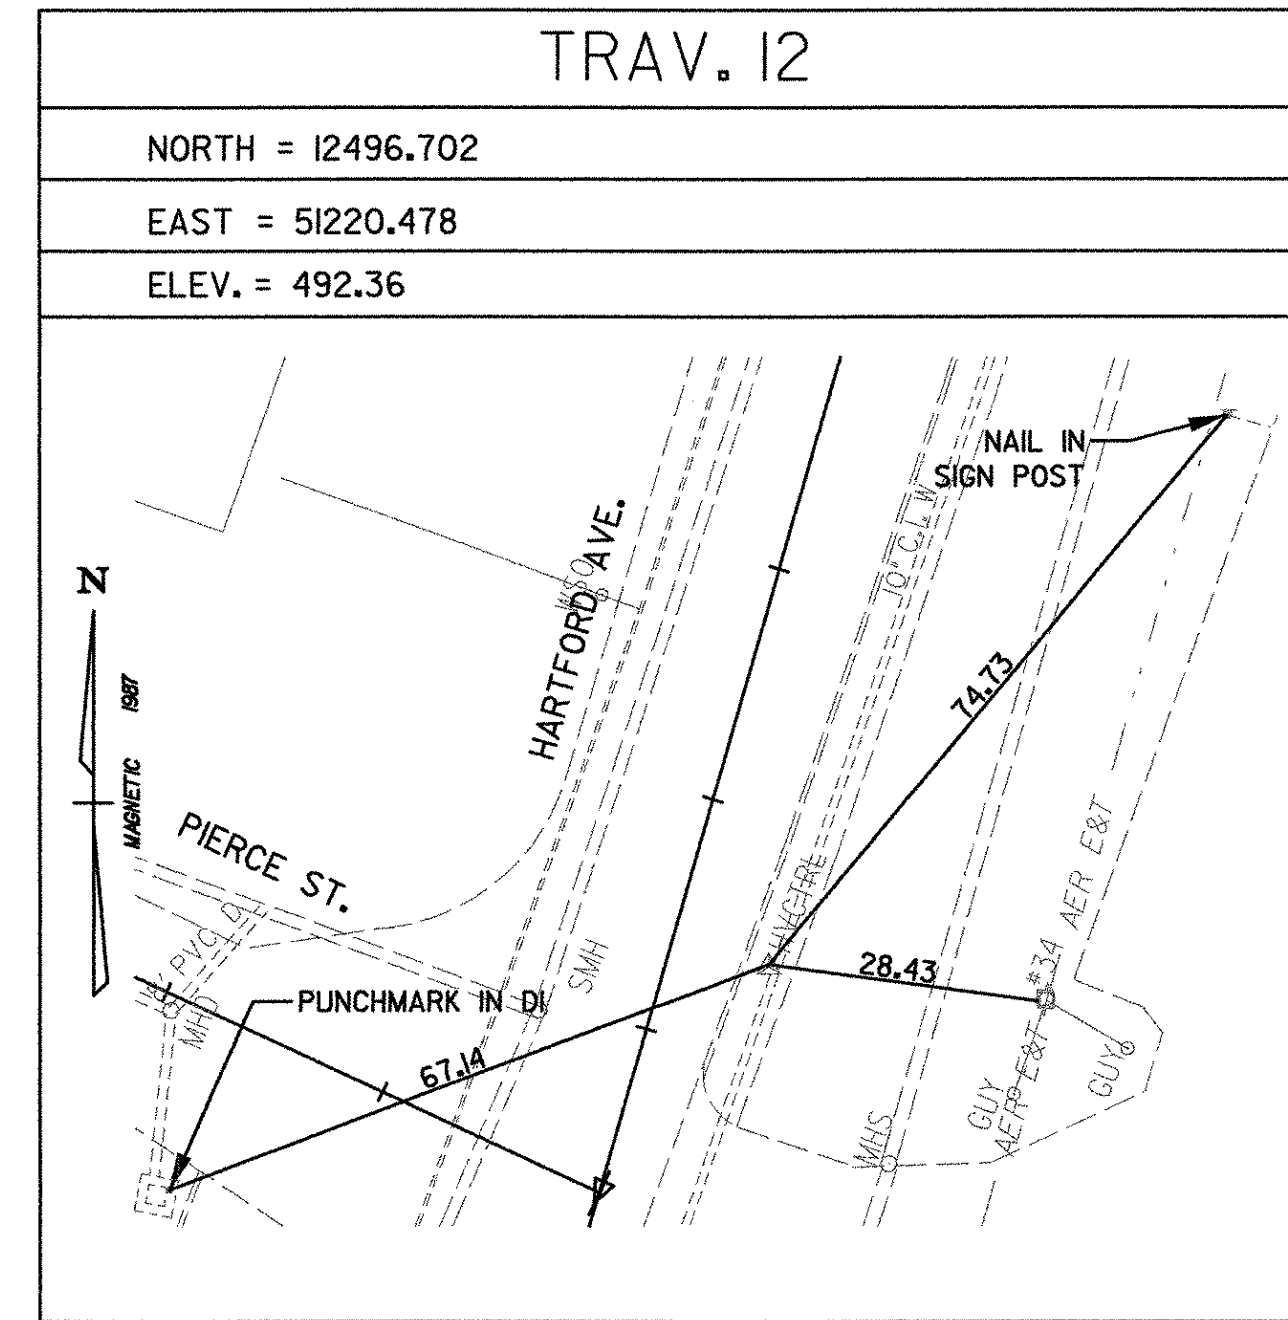 TRAV. 12
NORTH = 12496.702
EAST = 51220.478
ELEV. = 492.36
NAIL IN
SIGN POST
WSO
HARTFORD AVE.
10" C.I. W
N
MAGNETIC 1987
74.73
PIERCE ST.
AER E&T
PVC D
SMH
28.43
#34
MHD
PUNCHMARK IN DI
67.14
GUY
AER E&T
GUY
MHS